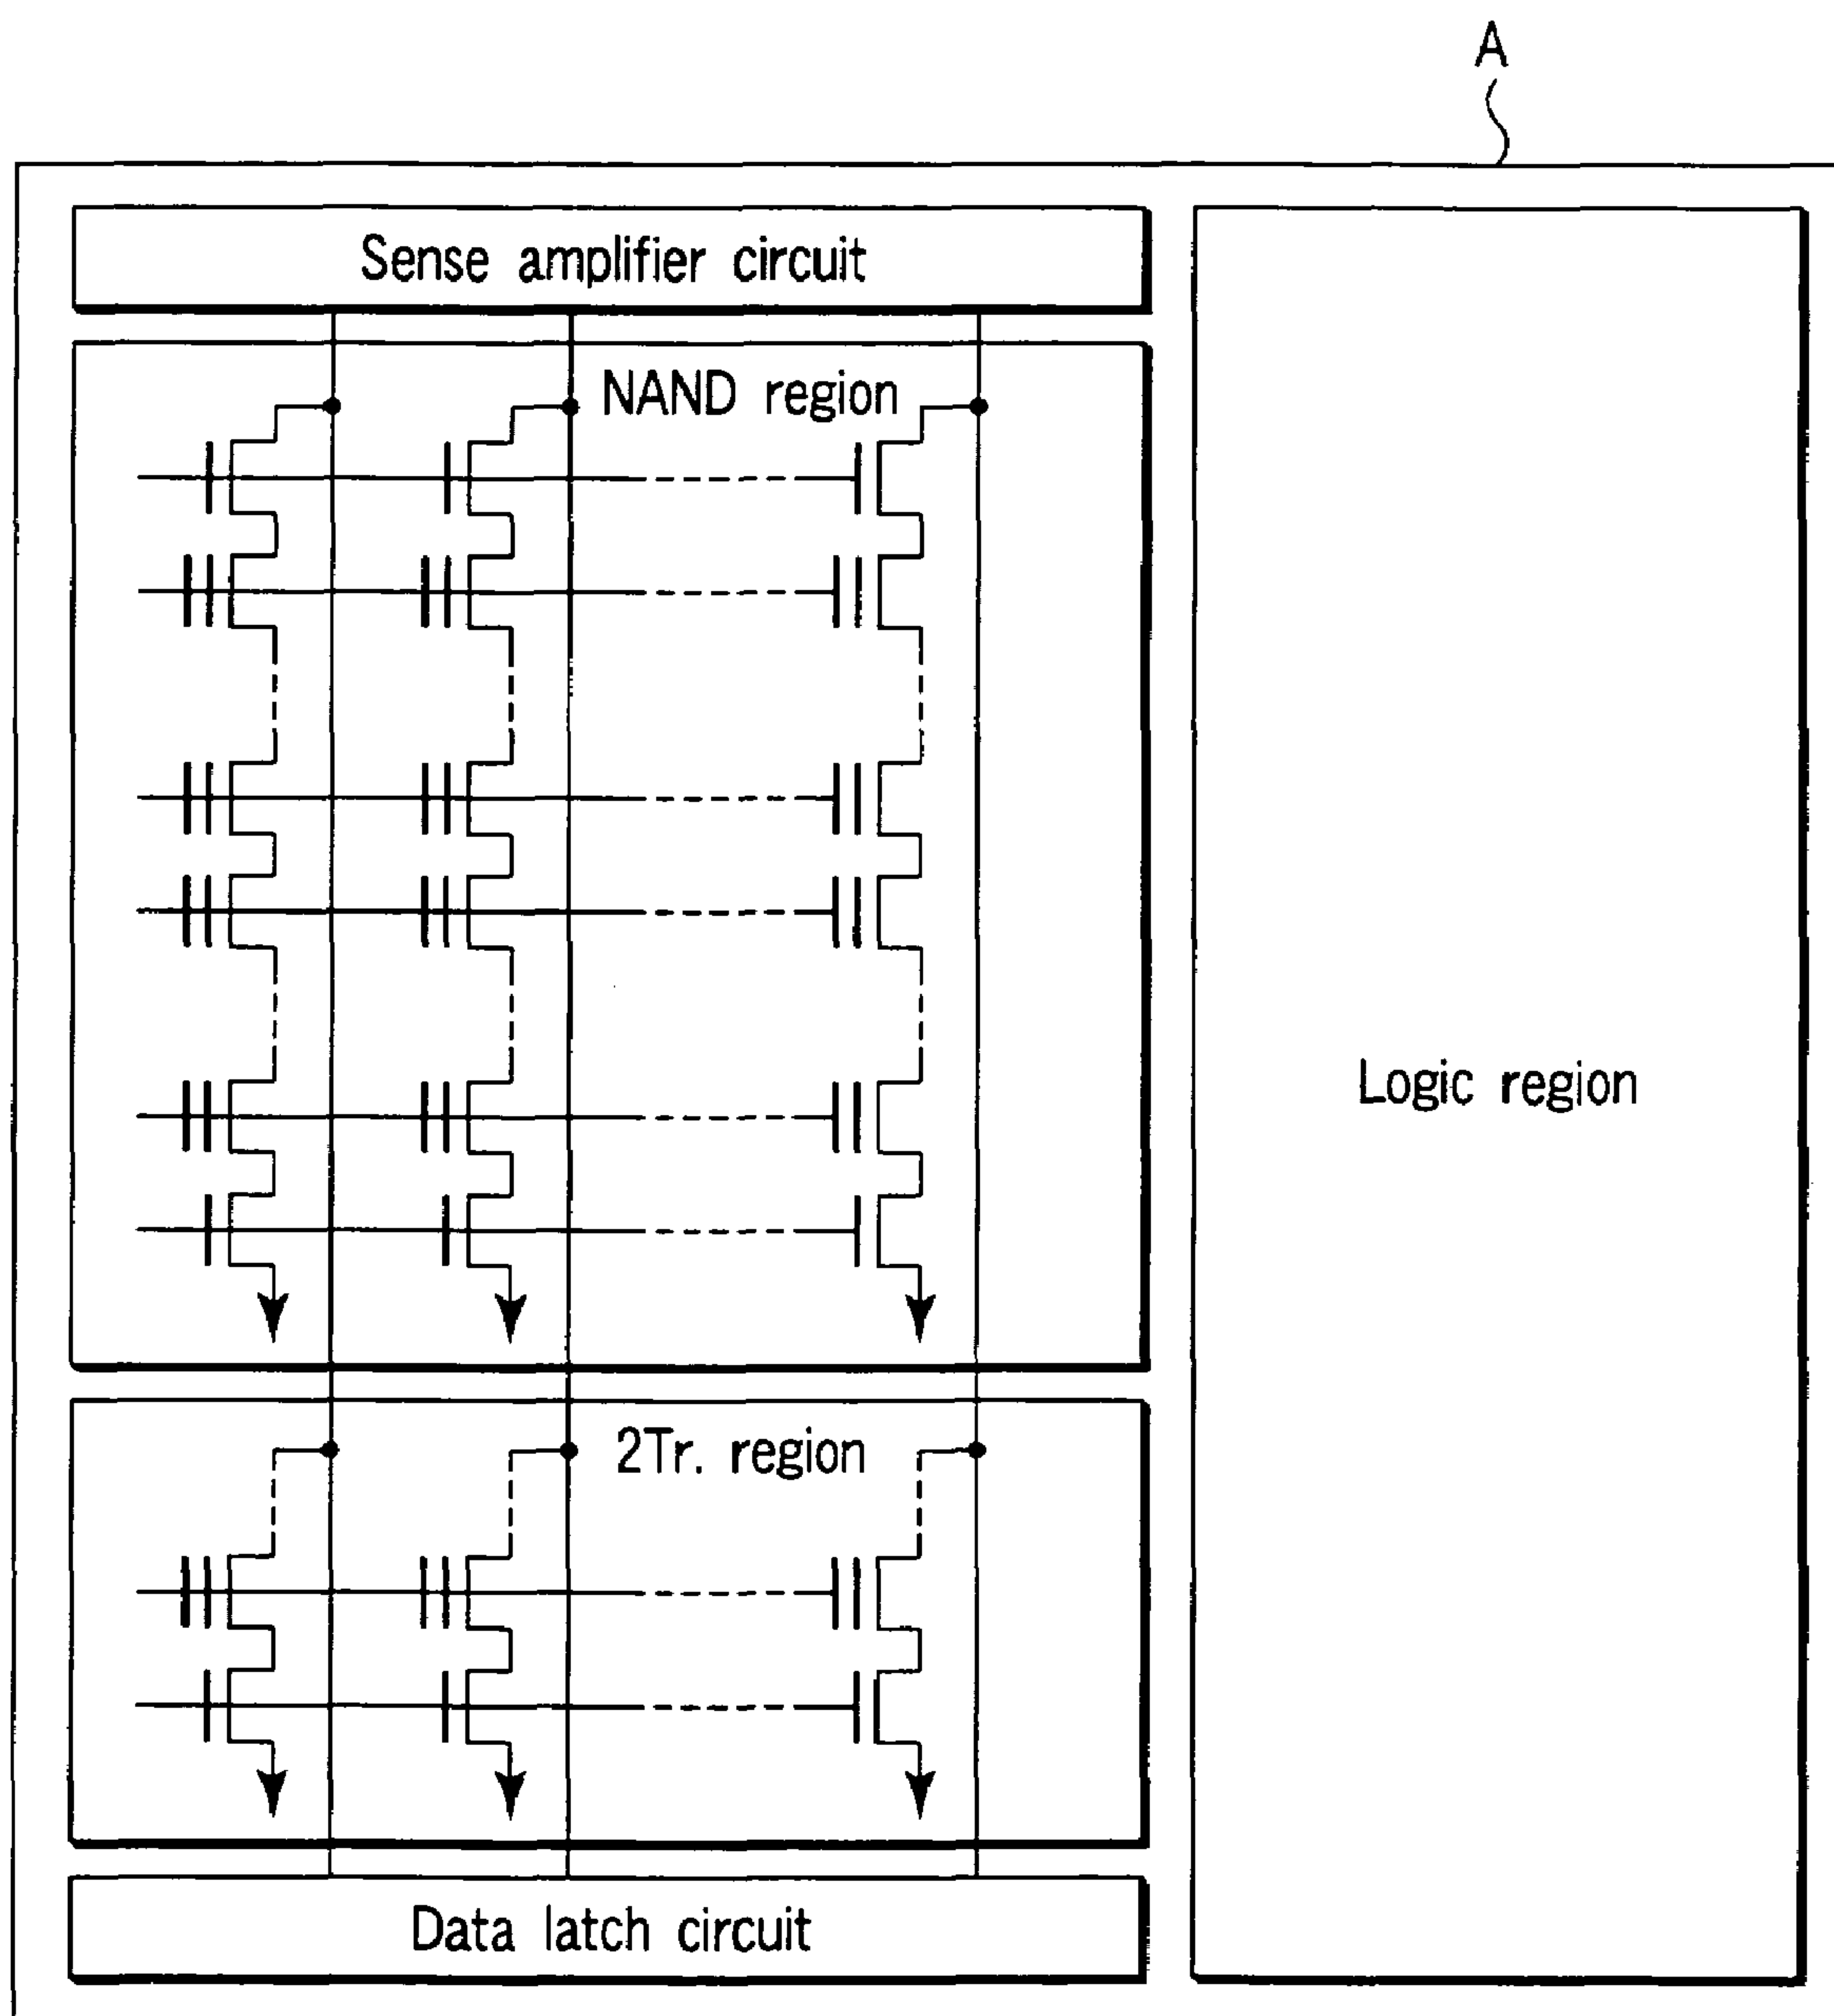 A
Sense amplifier circuit
NAND region
Logic region
2Tr. region
Data latch circuit